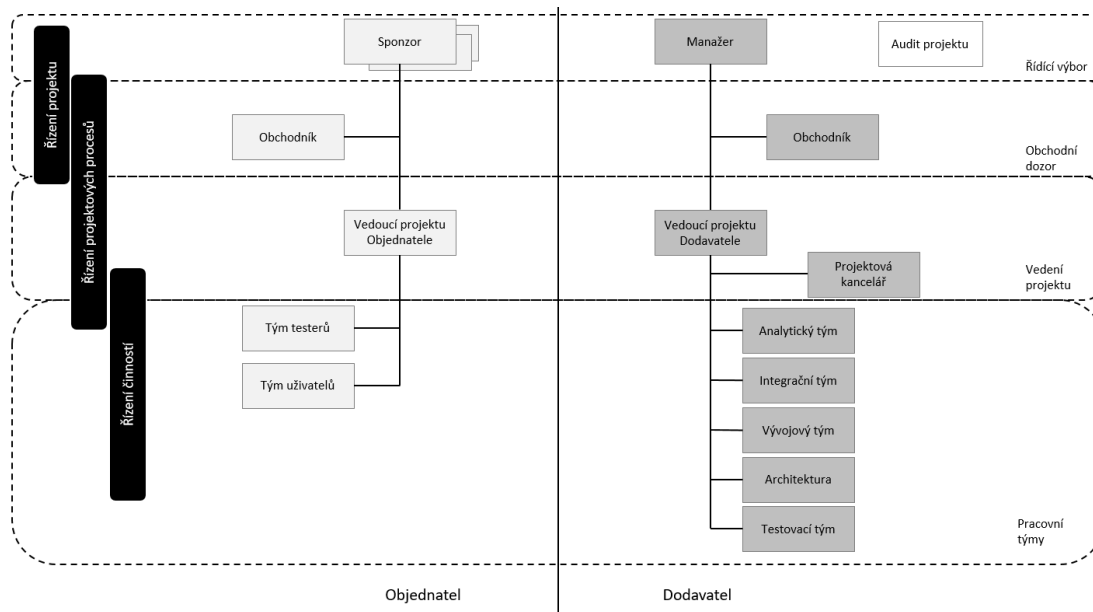 Řízení projektu
Řízení projektových procesů
Řízení činností
Sponzor
Manažer
Audit projektu
Řídící výbor
Obchodník
Obchodník
Obchodní
dozor
Vedoucí projektu
Objednatele
Vedoucí projektu
Dodavatele
Projektová
kancelář
Vedení
projektu
Tým testerů
Tým uživatelů
Analytický tým
Integrační tým
Vývojový tým
Architektura
Testovací tým
Pracovní
týmy
Objednatel
Dodavatel